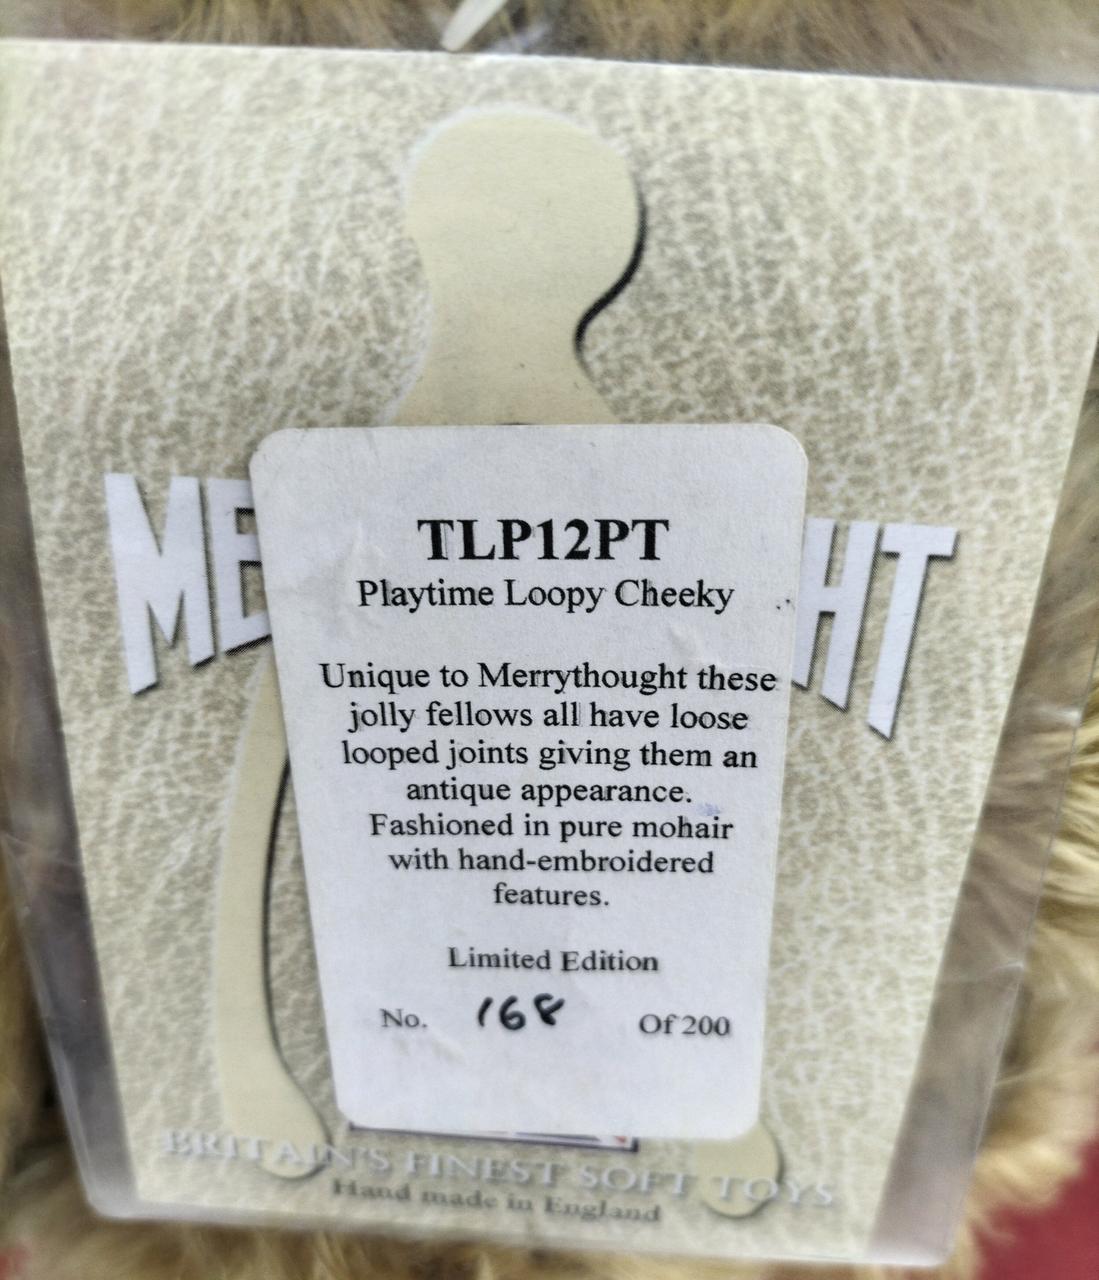 ME HT
TLP12PT
Playtime Loopy Cheeky
Unique to Merrythought these
jolly fellows all have loose
looped joints giving them an
antique appearance.
Fashioned in pure mohair
with hand-embroidered
features.
Limited Edition
No. 168 Of 200
BRITAIN'S FINEST SOFT TOYS
Hand made in England